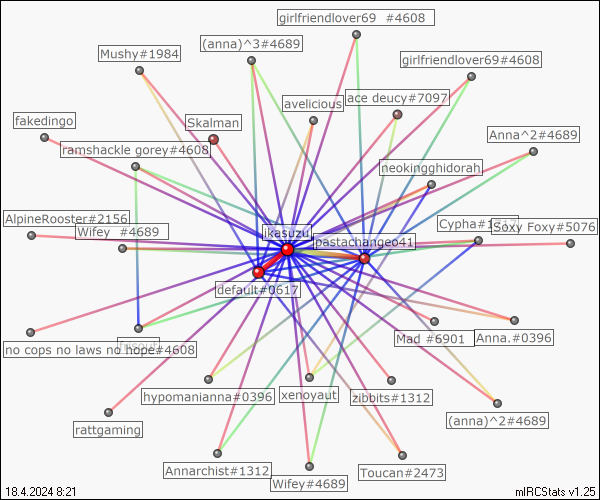 girlfriendlover69 #4608
(anna)^3#4689
Mushy#1984
girlfriendlover69#4608
ace deucy#7097
avelicious
fakedingo
Skalman
Anna^2#4689
ramshackle gorey#4608
neokingghidorah
AlpineRooster#2156
Wifey #4689
ikasuzu
pastachangeo41
Soxy Foxy#5076
default#0617
Mad #6901
Anna.#0396
no cops no laws no hope#4608
hypomanianna#0396
xenoyaut
zibbits#1312
rattgaming
(anna)^2#4689
Annarchist#1312
Wifey#4689
Toucan#2473
18.4.2024 8:21
mIRCStats v1.25